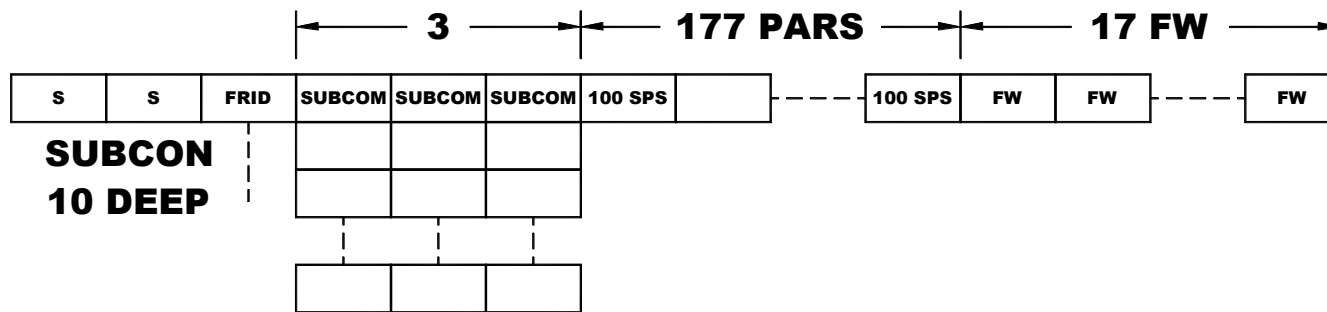 3 177 PARS 17 FW
S S FRID SUBCOM SUBCOM SUBCOM 100 SPS 100 SPS FW FW FW
SUBCON
10 DEEP